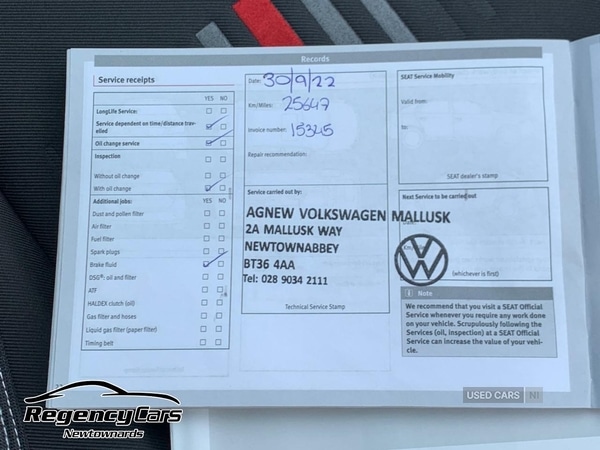 Records
Service receipts
YES NO
LongLife Service:
Service dependent on time/distance trav-
elled
Oil change service
Inspection
Without oil change
With oil change
Additional jobs: YES NO
Dust and pollen filter
Air filter
Fuel filter
Spark plugs
Brake fluid
DSG®: oil and filter
ATF
HALDEX clutch (oil)
Gas filter and hoses
Liquid gas filter (paper filter)
Timing belt
Date: 30/9/22
Km/Miles: 25647
Invoice number: 15345
Repair recommendation:
Service carried out by:
AGNEW VOLKSWAGEN MALLUSK
2A MALLUSK WAY
NEWTOWNABBEY
BT36 4AA
Tel: 028 9034 2111
Technical Service Stamp
SEAT Service Mobility
Valid from:
to:
SEAT dealer's stamp
Next Service to be carried out
(whichever is first)
i Note
We recommend that you visit a SEAT Official
Service whenever you require any work done
on your vehicle. Scrupulously following the
Services (oil, inspection) at a SEAT Official
Service can increase the value of your vehi-
cle.
RegencyCars
Newtownards
USED CARS NI